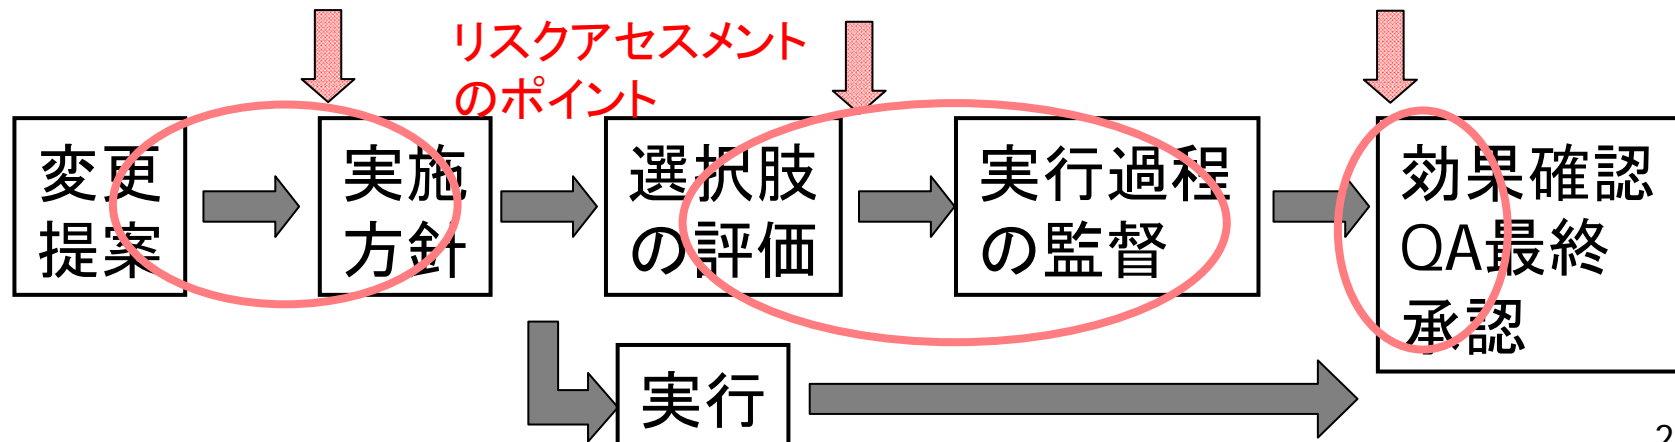 リスクアセスメント
のポイント
変更
提案
実施
方針
選択肢
の評価
実行過程
の監督
効果確認
QA最終
承認
実行
2